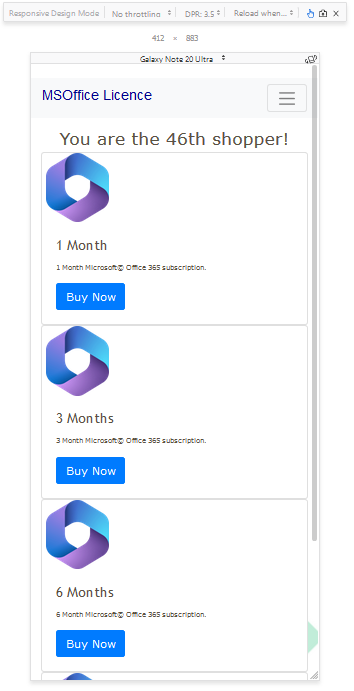 Responsive Design Mode No throttling DPR: 3.5 Reload when...
412 × 883
Galaxy Note 20 Ultra
MSOffice Licence
You are the 46th shopper!
1 Month
1 Month Microsoft© Office 365 subscription.
Buy Now
3 Months
3 Month Microsoft© Office 365 subscription.
Buy Now
6 Months
6 Month Microsoft© Office 365 subscription.
Buy Now